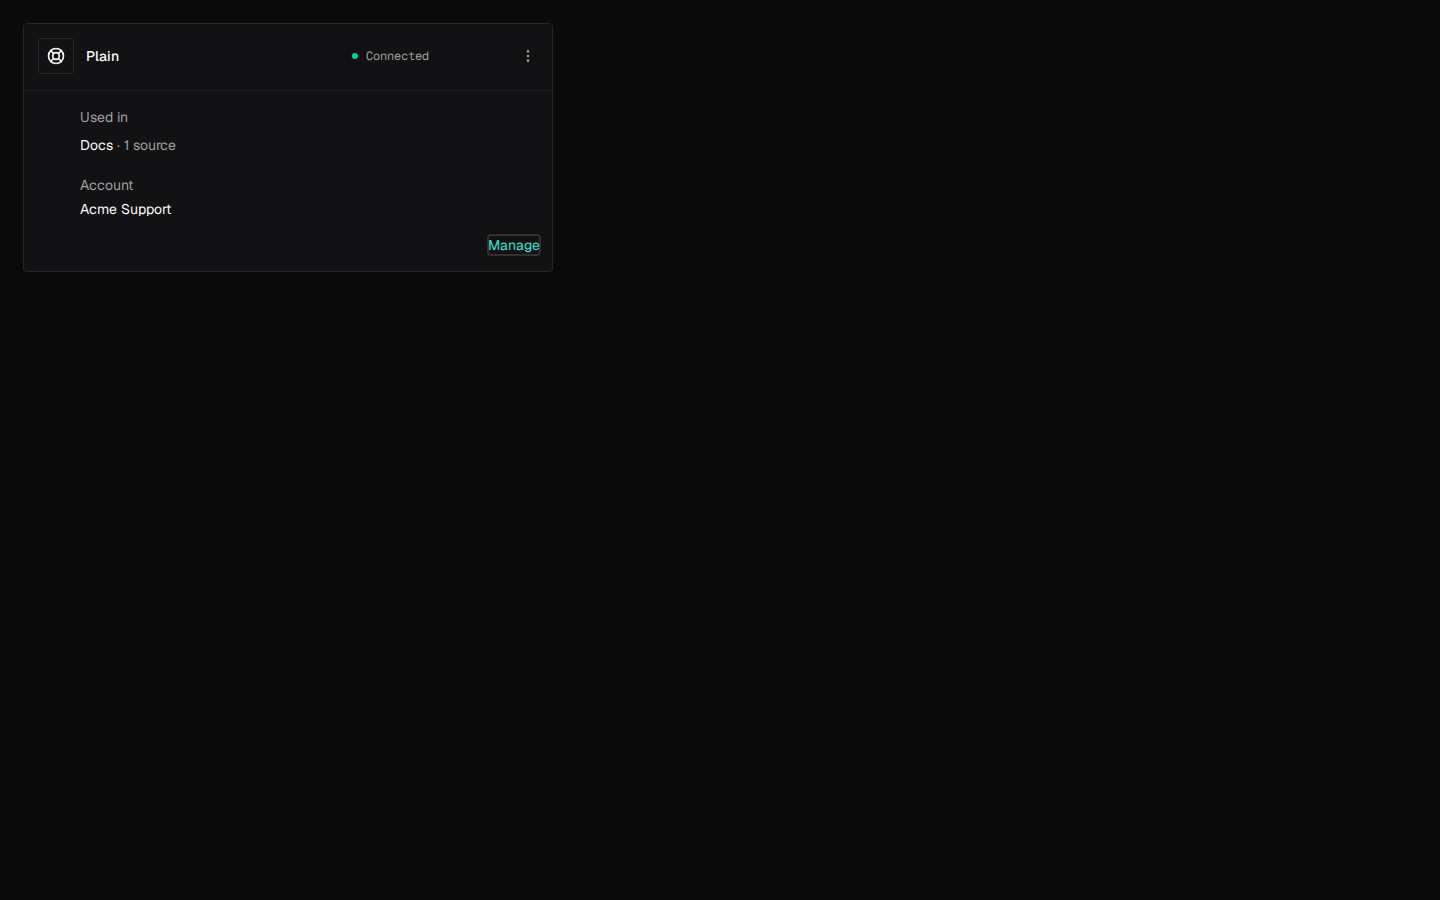 Plain
Connected
Used in
Docs · 1 source
Account
Acme Support
Manage